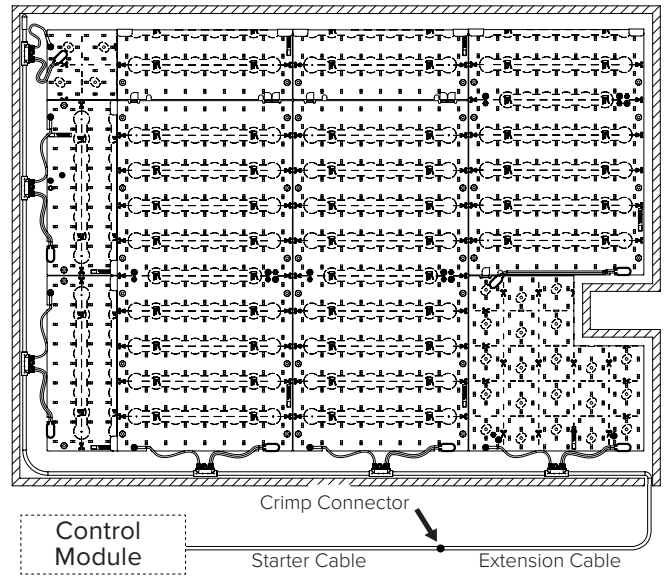 Crimp Connector
Control
Module
Starter Cable
Extension Cable